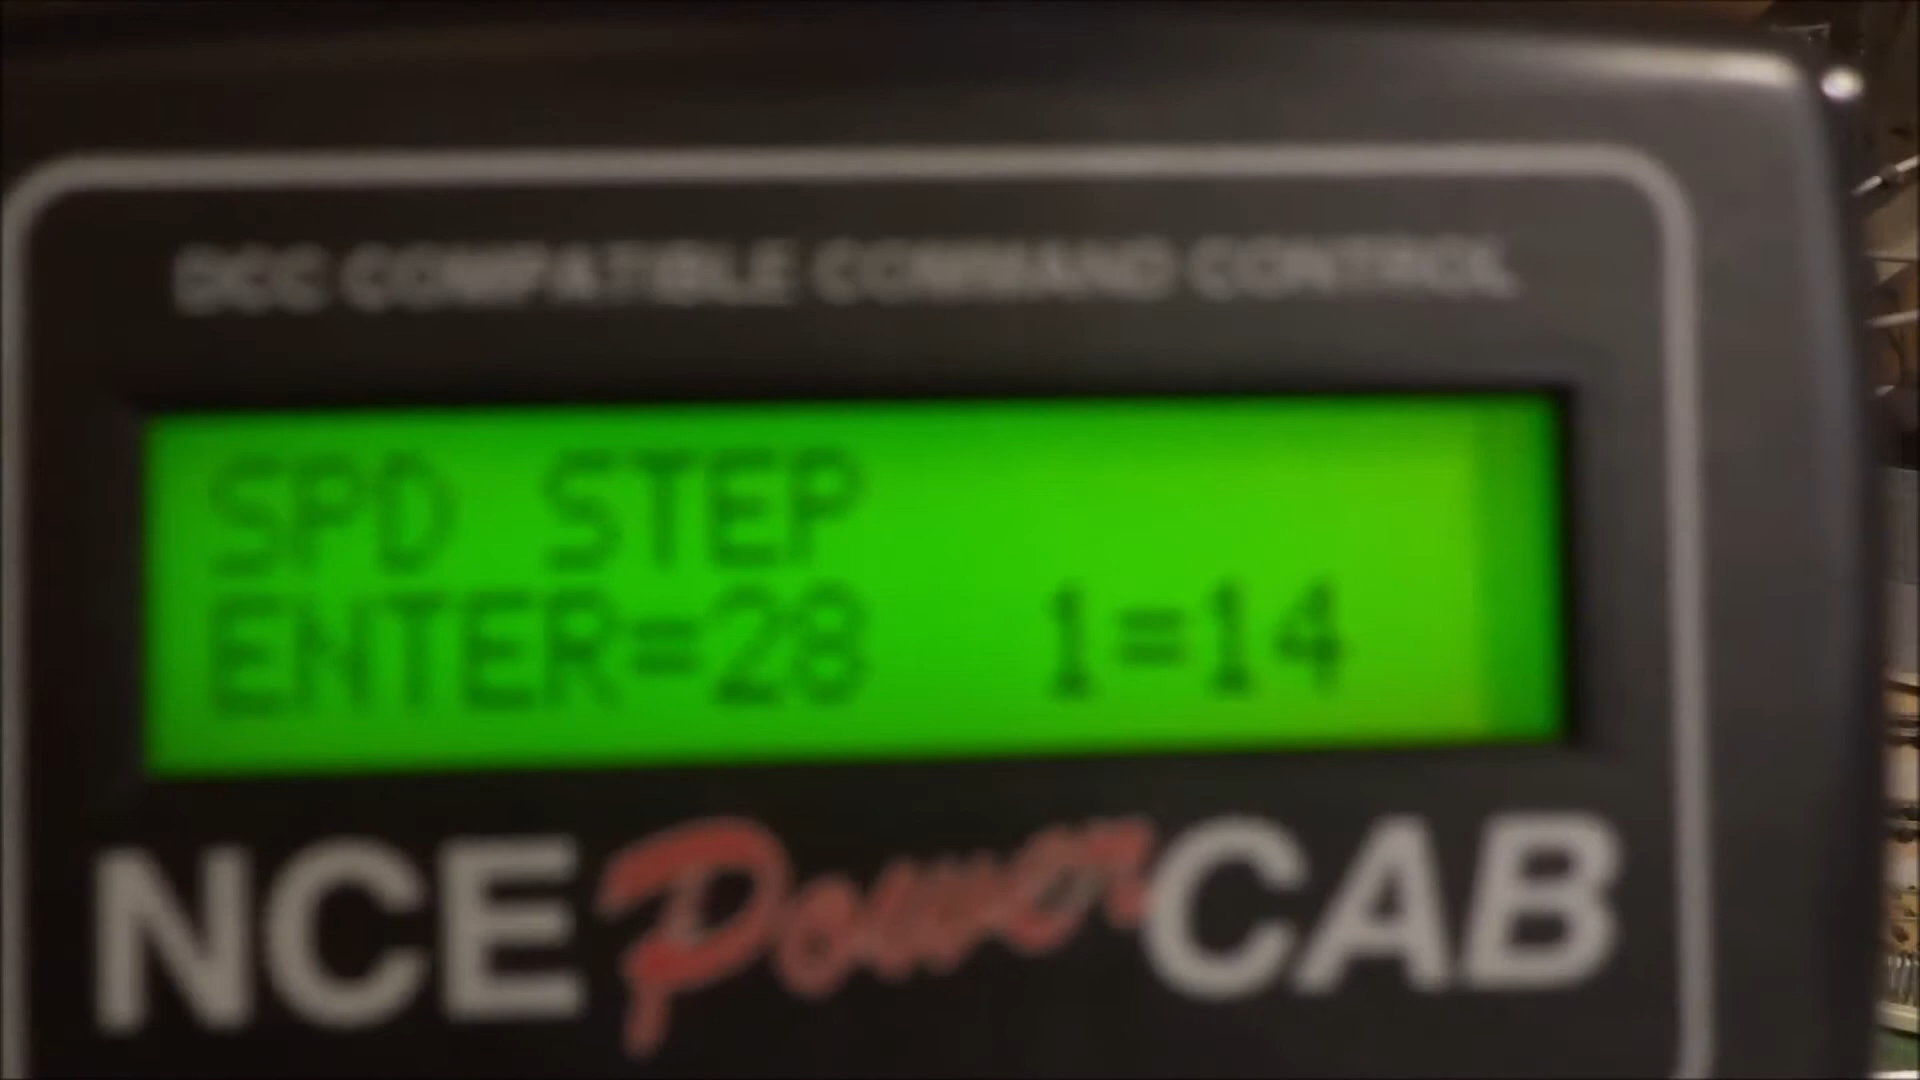 DCC COMPATIBLE COMMAND CONTROL
SPD STEP
ENTER=28 1=14
NCE Power CAB